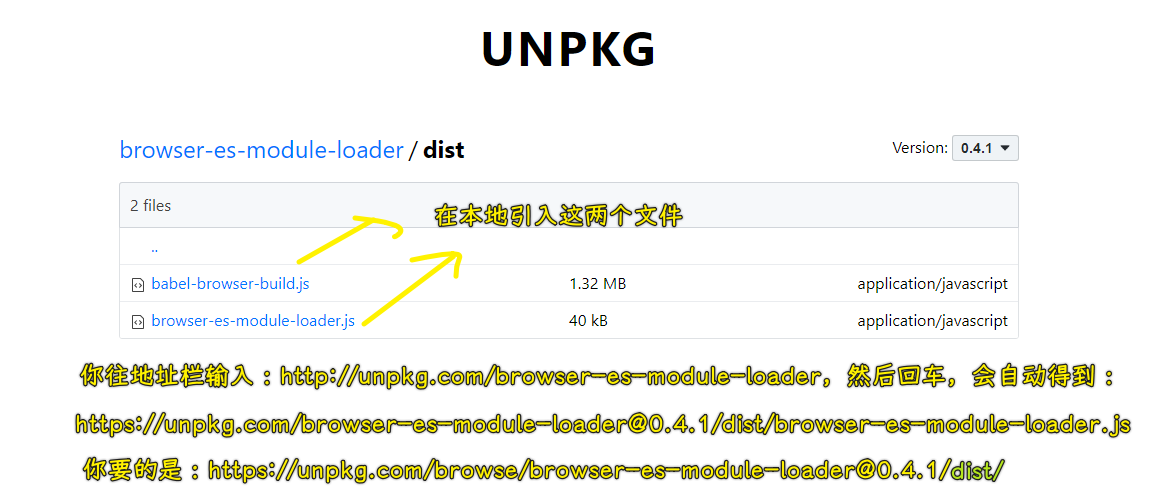 UNPKG
browser-es-module-loader / dist
Version: 0.4.1
2 files
在本地引入这两个文件
..
babel-browser-build.js 1.32 MB application/javascript
browser-es-module-loader.js 40 kB application/javascript
你往地址栏输入：http://unpkg.com/browser-es-module-loader，然后回车，会自动得到：
https://unpkg.com/browser-es-module-loader@0.4.1/dist/browser-es-module-loader.js
你要的是：https://unpkg.com/browse/browser-es-module-loader@0.4.1/dist/